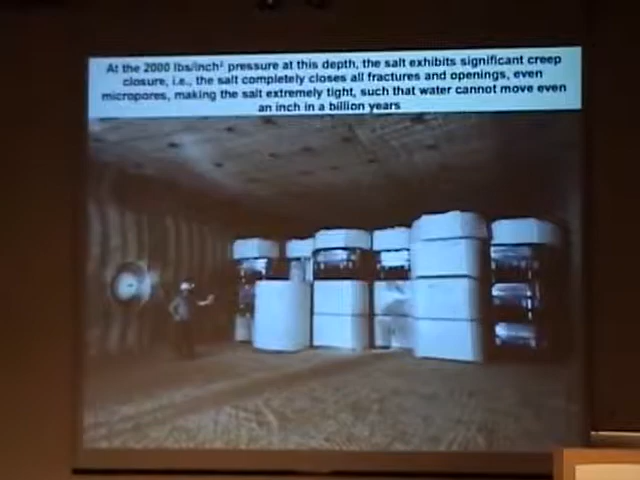 At the 2000 lbs/inch² pressure at this depth, the salt exhibits significant creep
closure, i.e., the salt completely closes all fractures and openings, even
micropores, making the salt extremely tight, such that water cannot move even
an inch in a billion years